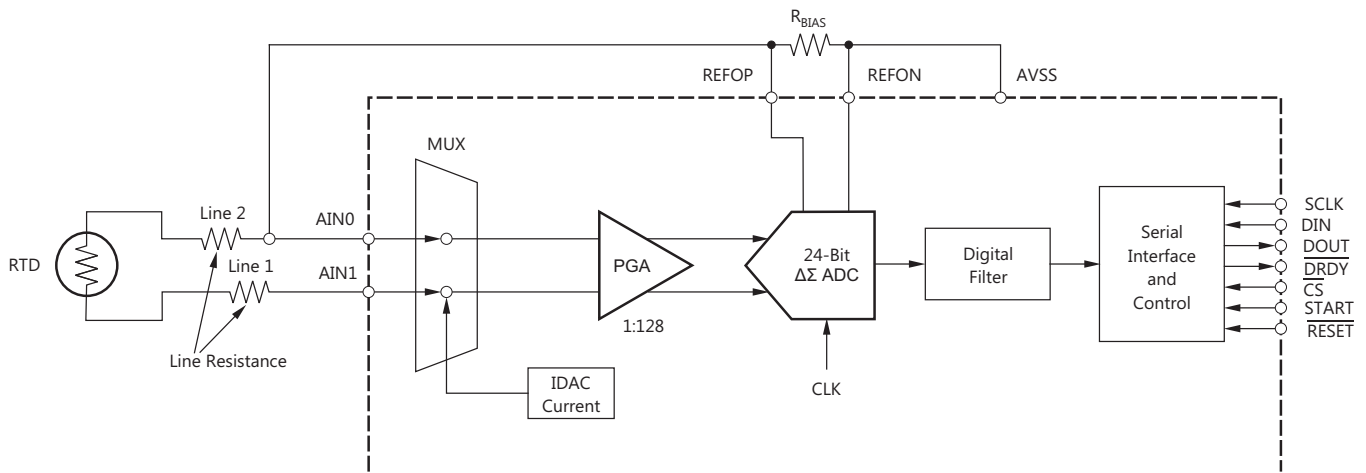 R_BIAS
REFOP
REFON
AVSS
MUX
Line 2
AIN0
RTD
Line 1
AIN1
Line Resistance
PGA
1:128
24-Bit
ΔΣ ADC
CLK
IDAC
Current
Digital
Filter
Serial
Interface
and
Control
SCLK
DIN
DOUT
DRDY
CS
START
RESET